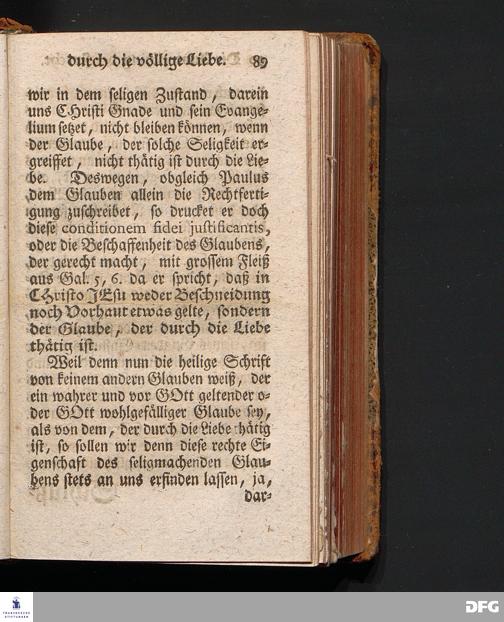 durch die völlige Liebe. 89
wir in dem seligen Zustand, darein
uns CHristi Gnade und sein Evange-
lium setzet, nicht bleiben können, wenn
der Glaube, der solche Seligkeit er-
greiffet, nicht thätig ist durch die Lie-
be. Deswegen, obgleich Paulus
dem Glauben allein die Rechtferti-
gung zuschreibet, so drucket er doch
diese conditionem fidei justificantis,
oder die Beschaffenheit des Glaubens,
der gerecht macht, mit grossem Fleiß
aus Gal. 5, 6. da er spricht, daß in
CHristo JEsu weder Beschneidung
noch Vorhaut etwas gelte, sondern
der Glaube, der durch die Liebe
thätig ist.
Weil denn nun die heilige Schrift
von keinem andern Glauben weiß, der
ein wahrer und vor GOtt geltender o-
der GOtt wohlgefälliger Glaube sey,
als von dem, der durch die Liebe thätig
ist, so sollen wir denn diese rechte Ei-
genschaft des seligmachenden Glau-
bens stets an uns erfinden lassen, ja,
dar-
FRANCKESCHE
STIFTUNGEN
DFG